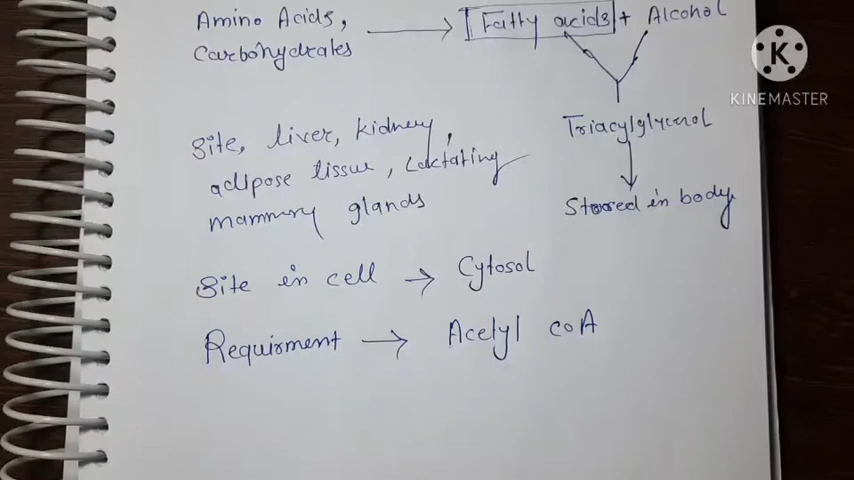 Amino Acids, → Fatty acids + Alcohol
Carbohydrates
K
KINEMASTER
Triacylglycerol
Site, liver, kidney,
adipose tissue, Lactating
mammary glands
Stored in body
Site in cell → Cytosol
Requirment → Acetyl coA